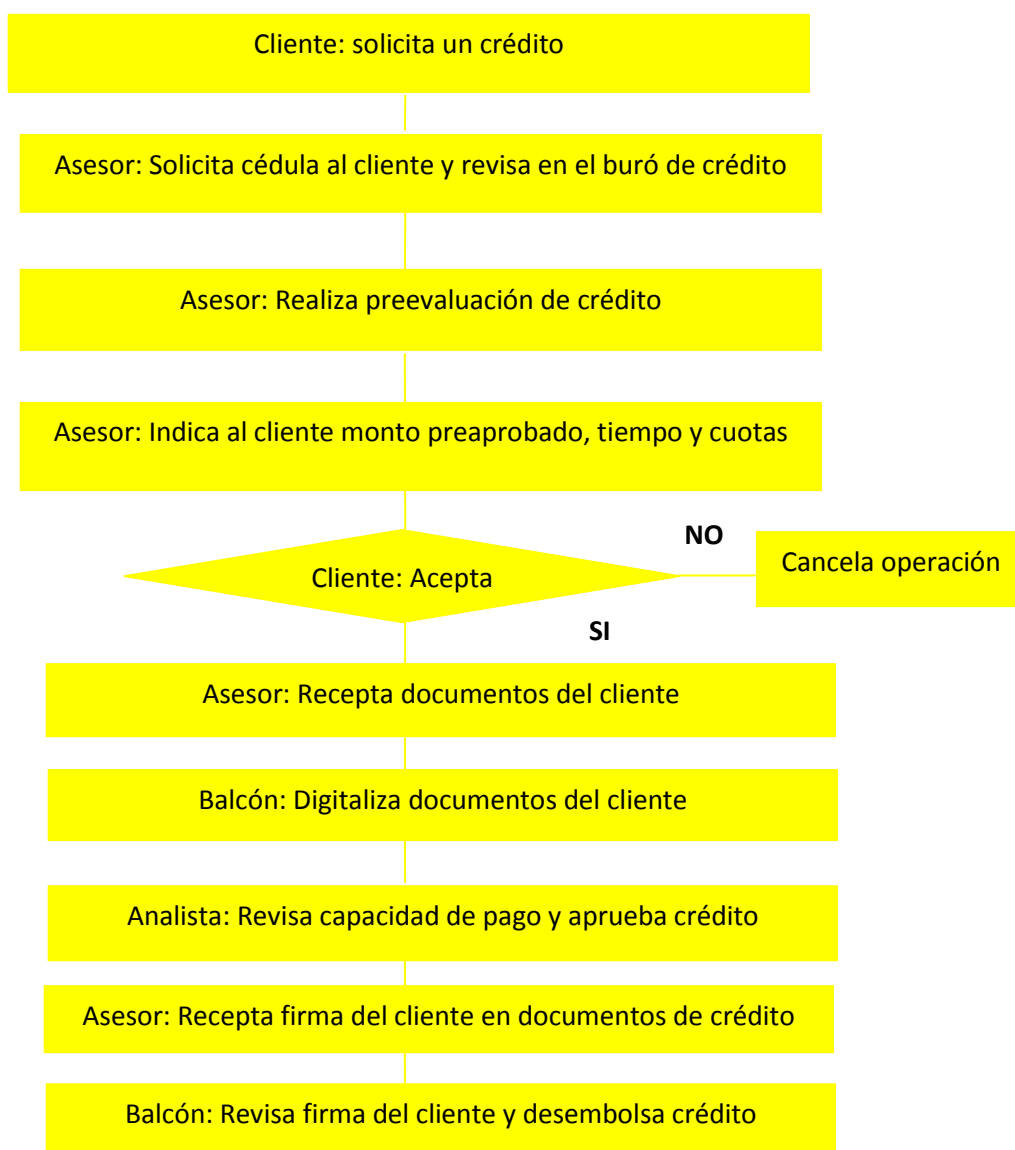 Cliente: solicita un crédito
Asesor: Solicita cédula al cliente y revisa en el buró de crédito
Asesor: Realiza preevaluación de crédito
Asesor: Indica al cliente monto preaprobado, tiempo y cuotas
NO
Cliente: Acepta
Cancela operación
SI
Asesor: Recepta documentos del cliente
Balcón: Digitaliza documentos del cliente
Analista: Revisa capacidad de pago y aprueba crédito
Asesor: Recepta firma del cliente en documentos de crédito
Balcón: Revisa firma del cliente y desembolsa crédito